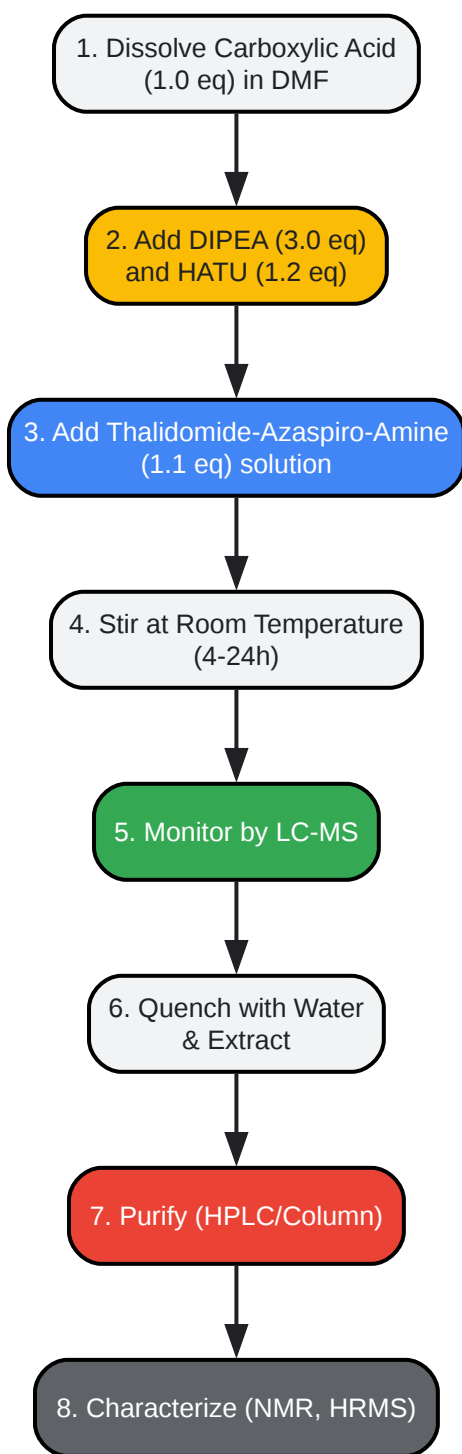 1. Dissolve Carboxylic Acid
(1.0 eq) in DMF
2. Add DIPEA (3.0 eq)
and HATU (1.2 eq)
3. Add Thalidomide-Azaspiro-Amine
(1.1 eq) solution
4. Stir at Room Temperature
(4-24h)
5. Monitor by LC-MS
6. Quench with Water
& Extract
7. Purify (HPLC/Column)
8. Characterize (NMR, HRMS)